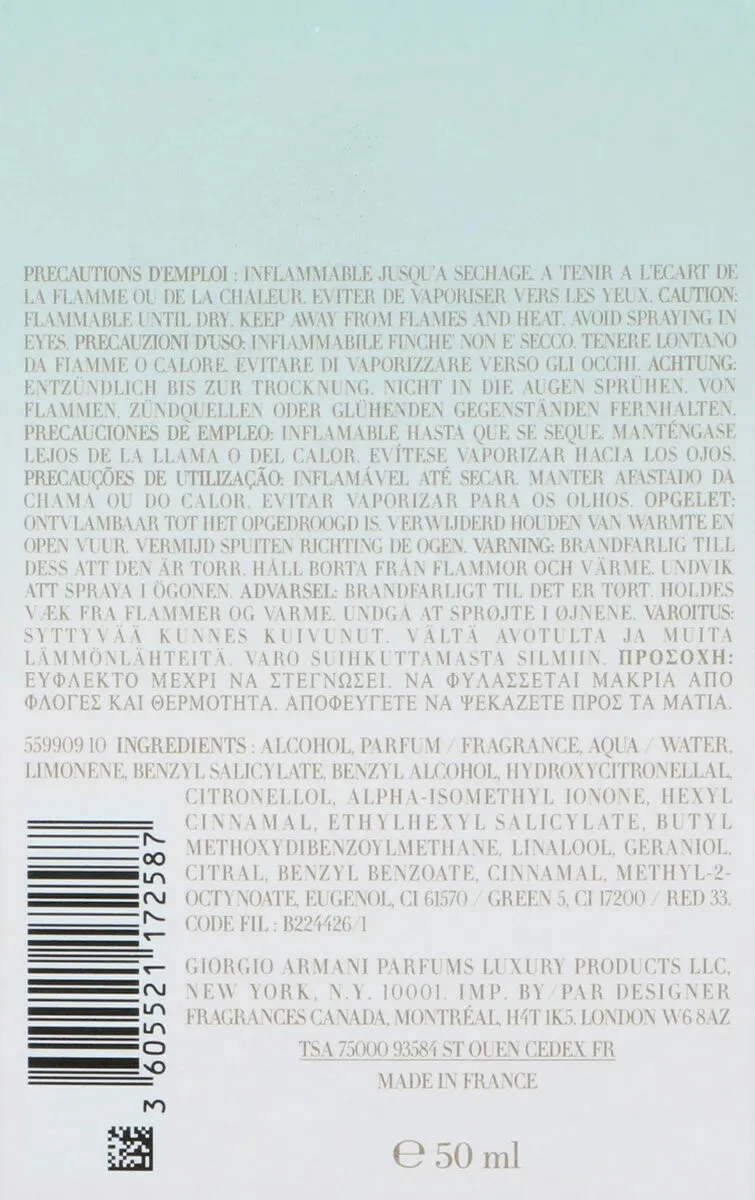 PRECAUTIONS D'EMPLOI : INFLAMMABLE JUSQU'A SECHAGE. A TENIR A L'ECART DE
LA FLAMME OU DE LA CHALEUR. EVITER DE VAPORISER VERS LES YEUX. CAUTION:
FLAMMABLE UNTIL DRY. KEEP AWAY FROM FLAMES AND HEAT. AVOID SPRAYING IN
EYES. PRECAUZIONI D'USO: INFIAMMABILE FINCHE' NON E' SECCO. TENERE LONTANO
DA FIAMME O CALORE. EVITARE DI VAPORIZZARE VERSO GLI OCCHI. ACHTUNG:
ENTZÜNDLICH BIS ZUR TROCKNUNG. NICHT IN DIE AUGEN SPRÜHEN. VON
FLAMMEN, ZÜNDQUELLEN ODER GLÜHENDEN GEGENSTÄNDEN FERNHALTEN.
PRECAUCIONES DE EMPLEO: INFLAMABLE HASTA QUE SE SEQUE. MANTÉNGASE
LEJOS DE LA LLAMA O DEL CALOR. EVÍTESE VAPORIZAR HACIA LOS OJOS.
PRECAUÇÕES DE UTILIZAÇÃO: INFLAMÁVEL ATÉ SECAR. MANTER AFASTADO DA
CHAMA OU DO CALOR. EVITAR VAPORIZAR PARA OS OLHOS. OPGELET:
ONTVLAMBAAR TOT HET OPGEDROOGD IS. VERWIJDERD HOUDEN VAN WARMTE EN
OPEN VUUR. VERMIJD SPUITEN RICHTING DE OGEN. VARNING: BRANDFARLIG TILL
DESS ATT DEN ÄR TORR. HÅLL BORTA FRÅN FLAMMOR OCH VÄRME. UNDVIK
ATT SPRAYA I ÖGONEN. ADVARSEL: BRANDFARLIGT TIL DET ER TØRT. HOLDES
VÆK FRA FLAMMER OG VARME. UNDGÅ AT SPRØJTE I ØJNENE. VAROITUS:
SYTTYVÄÄ KUNNES KUIVUNUT. VÄLTÄ AVOTULTA JA MUITA
LÄMMÖNLÄHTEITÄ. VARO SUIHKUTTAMASTA SILMIIN. ΠΡΟΣΟΧΗ:
ΕΥΦΛΕΚΤΟ ΜΕΧΡΙ ΝΑ ΣΤΕΓΝΩΣΕΙ. ΝΑ ΦΥΛΑΣΣΕΤΑΙ ΜΑΚΡΙΑ ΑΠΟ
ΦΛΟΓΕΣ ΚΑΙ ΘΕΡΜΟΤΗΤΑ. ΑΠΟΦΕΥΓΕΤΕ ΝΑ ΨΕΚΑΖΕΤΕ ΠΡΟΣ ΤΑ ΜΑΤΙΑ.
559909 10 INGREDIENTS : ALCOHOL, PARFUM / FRAGRANCE, AQUA / WATER,
LIMONENE, BENZYL SALICYLATE, BENZYL ALCOHOL, HYDROXYCITRONELLAL,
CITRONELLOL, ALPHA-ISOMETHYL IONONE, HEXYL
CINNAMAL, ETHYLHEXYL SALICYLATE, BUTYL
METHOXYDIBENZOYLMETHANE, LINALOOL, GERANIOL,
CITRAL, BENZYL BENZOATE, CINNAMAL, METHYL-2-
OCTYNOATE, EUGENOL, CI 61570 / GREEN 5, CI 17200 / RED 33.
CODE FIL : B224426/1
GIORGIO ARMANI PARFUMS LUXURY PRODUCTS LLC,
NEW YORK, N.Y. 10001. IMP. BY/PAR DESIGNER
FRAGRANCES CANADA, MONTRÉAL, H4T 1K5. LONDON W6 8AZ
TSA 75000 93584 ST OUEN CEDEX FR
MADE IN FRANCE
3 605521 172587
℮ 50 ml